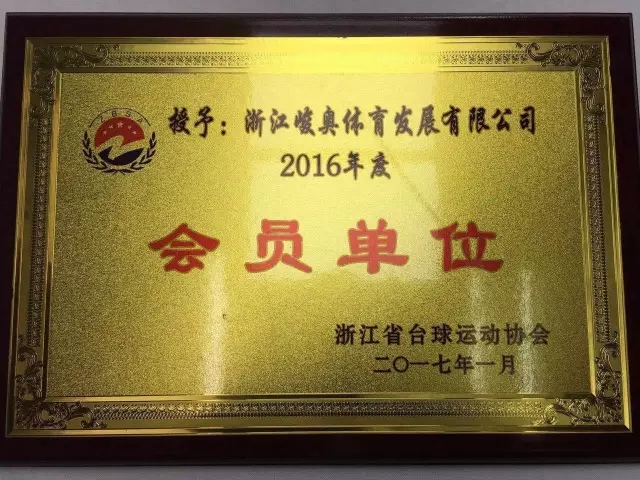 授予：浙江峻奥体育发展有限公司
2016年度
会员单位
浙江省台球运动协会
二〇一七年一月